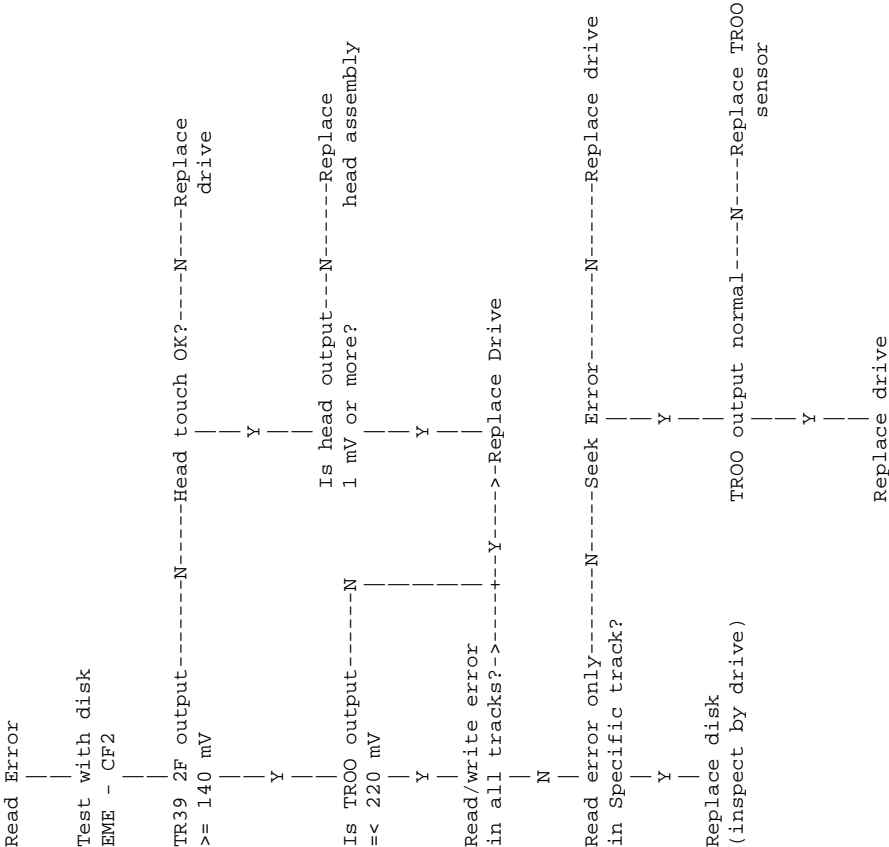 Read Error
Test with disk
EME - CF2
TR39 2F output--------N-----Head touch OK?----N----Replace
>= 140 mV drive
Y Y
Is head output---N-------Replace
1 mV or more? head assembly
Is TROO output-------N
=< 220 mV
Y Y
Read/write error
in all tracks?->-----+--Y---->-Replace Drive
N
Read error only---------N-----Seek Error---------N-------Replace drive
in Specific track?
Y Y
Replace disk
(inspect by drive)
TROO output normal----N----Replace TROO
sensor
Y
Replace drive